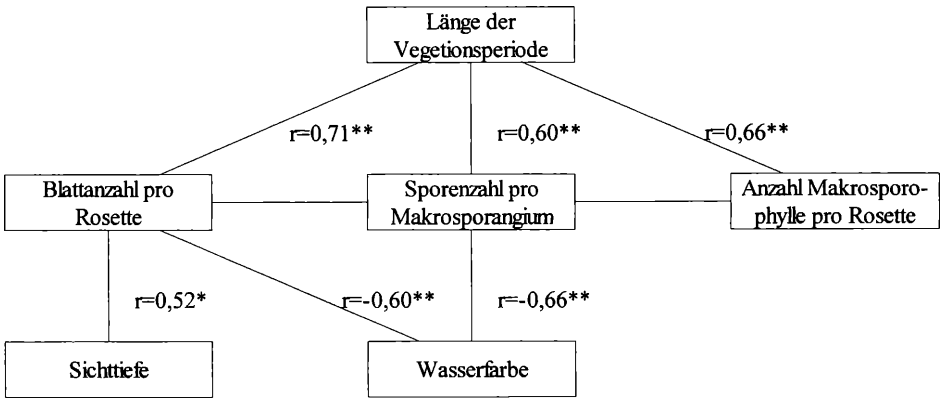 Länge der
Vegetionsperiode
r=0,71**
r=0,60**
r=0,66**
Blattanzahl pro
Rosette
Sporenzahl pro
Makrosporangium
Anzahl Makrosporo-
phylle pro Rosette
r=0,52*
r=-0,60**
r=-0,66**
Sichttiefe
Wasserfarbe